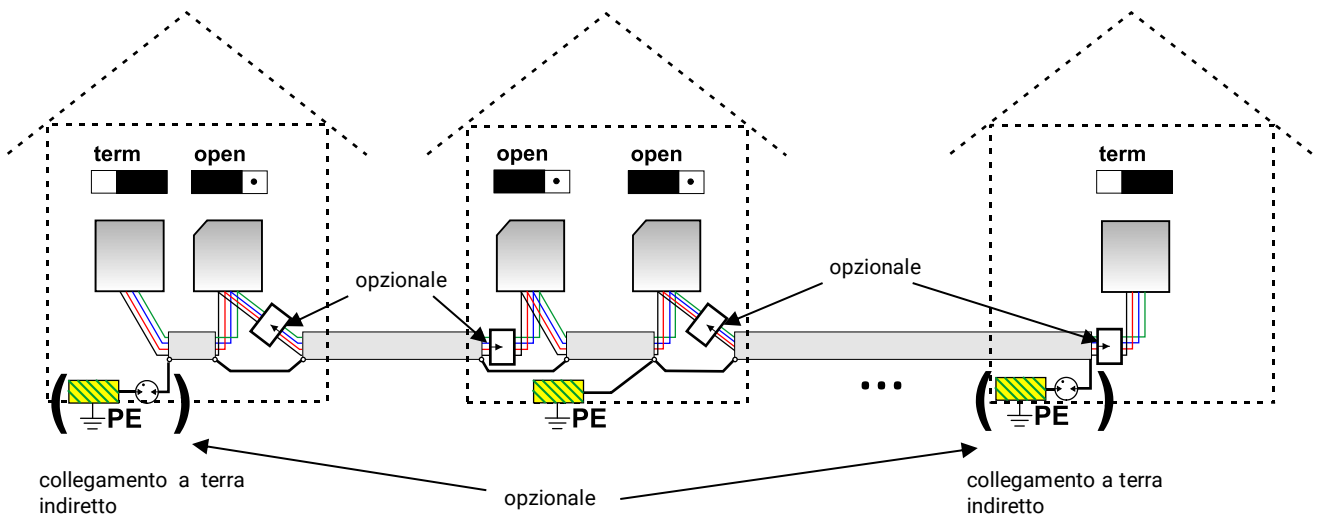 term open
open open
term
opzionale
opzionale
PE
PE
PE
collegamento a terra
indiretto
opzionale
collegamento a terra
indiretto